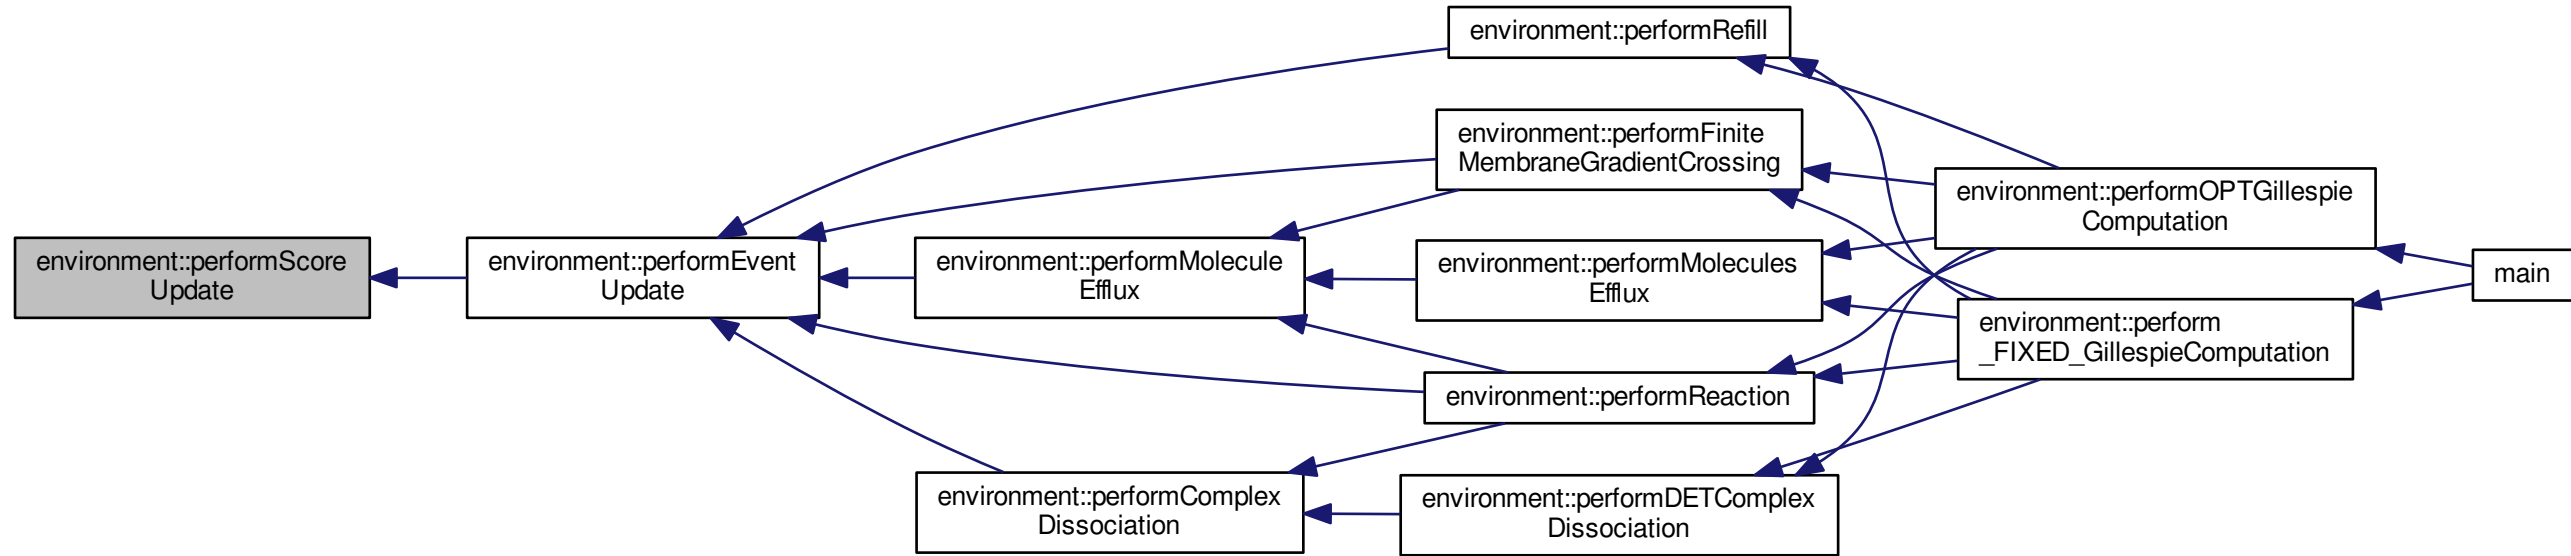 environment::performScore
Update
environment::performEvent
Update
environment::performRefill
environment::performFinite
MembraneGradientCrossing
environment::performMolecule
Efflux
environment::performMolecules
Efflux
environment::performReaction
environment::performComplex
Dissociation
environment::performDETComplex
Dissociation
environment::performOPTGillespie
Computation
environment::perform
_FIXED_GillespieComputation
main